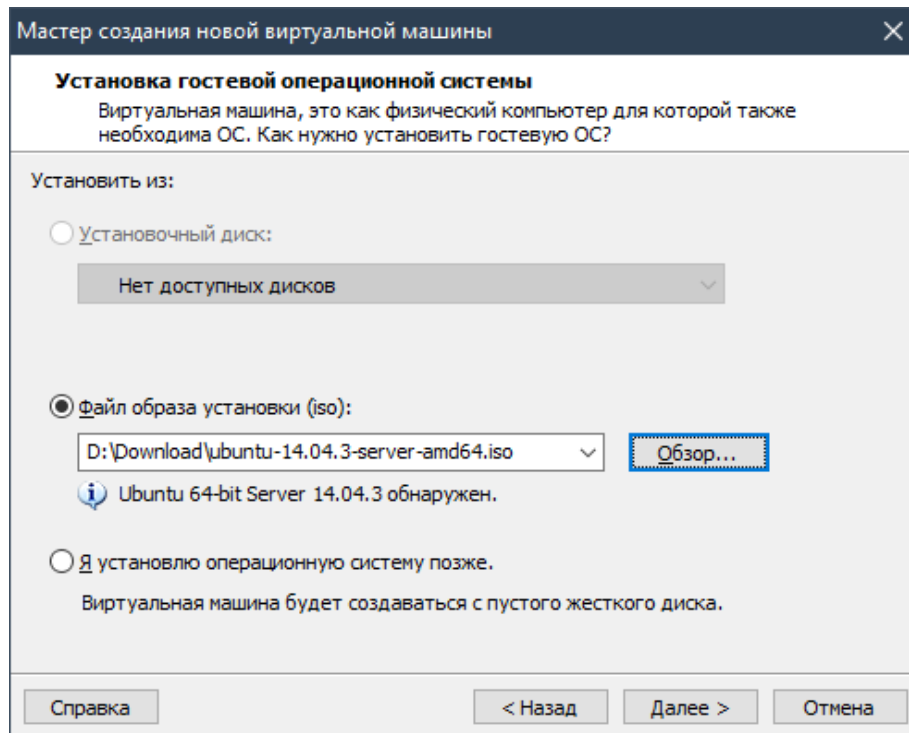 Мастер создания новой виртуальной машины
Установка гостевой операционной системы
Виртуальная машина, это как физический компьютер для которой также
необходима ОС. Как нужно установить гостевую ОС?
Установить из:
Установочный диск:
Нет доступных дисков
Файл образа установки (iso):
D:\Download\ubuntu-14.04.3-server-amd64.iso
Обзор...
Ubuntu 64-bit Server 14.04.3 обнаружен.
Я установлю операционную систему позже.
Виртуальная машина будет создаваться с пустого жесткого диска.
Справка
< Назад
Далее >
Отмена